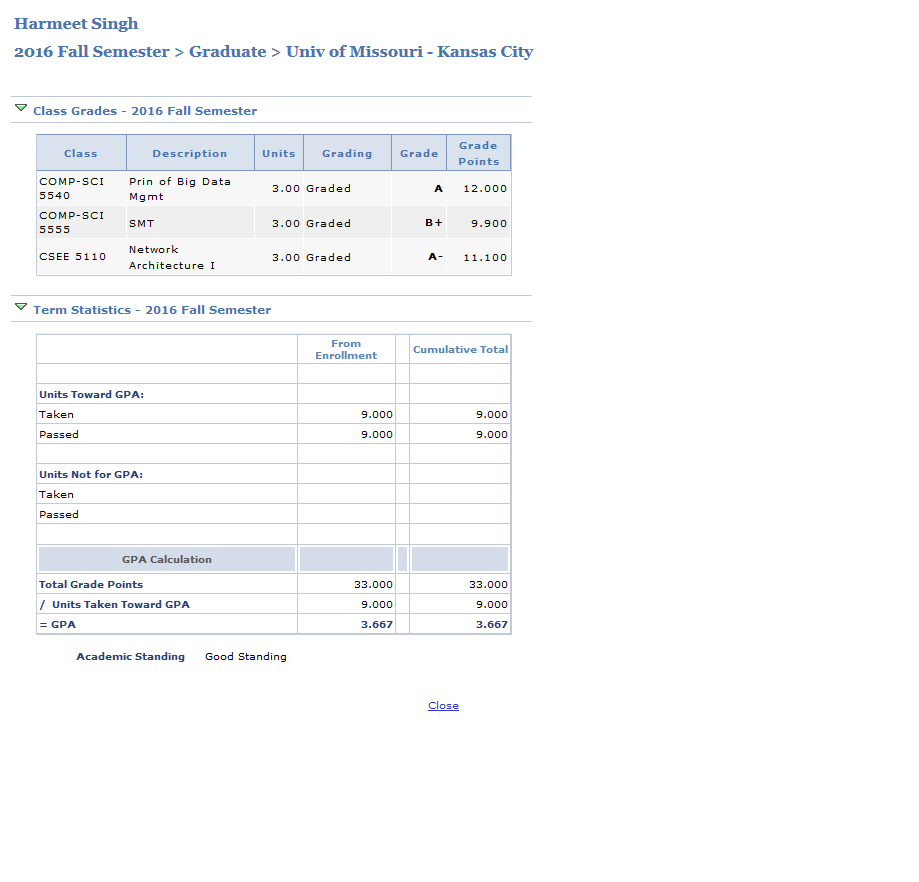 Harmeet Singh
2016 Fall Semester > Graduate > Univ of Missouri - Kansas City
Class Grades - 2016 Fall Semester
Class Description Units Grading Grade Grade Points
COMP-SCI 5540 Prin of Big Data Mgmt 3.00 Graded A 12.000
COMP-SCI 5555 SMT 3.00 Graded B+ 9.900
CSEE 5110 Network Architecture I 3.00 Graded A- 11.100
Term Statistics - 2016 Fall Semester
From Enrollment Cumulative Total
Units Toward GPA:
Taken 9.000 9.000
Passed 9.000 9.000
Units Not for GPA:
Taken
Passed
GPA Calculation
Total Grade Points 33.000 33.000
/ Units Taken Toward GPA 9.000 9.000
= GPA 3.667 3.667
Academic Standing Good Standing
Close